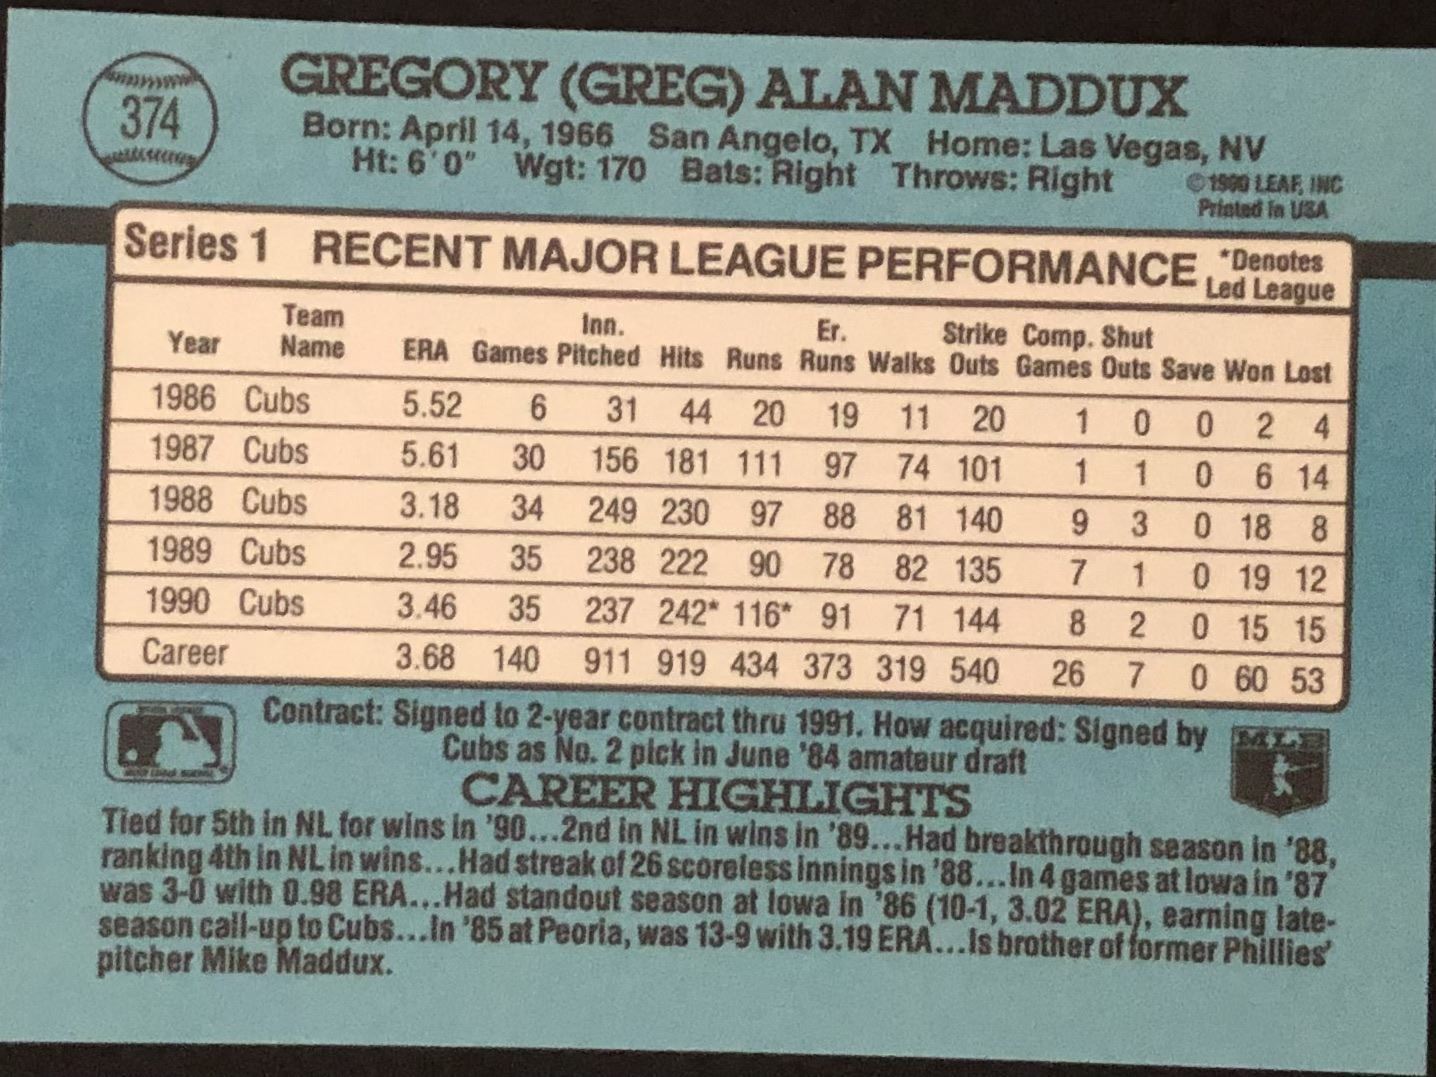 374
GREGORY (GREG) ALAN MADDUX
Born: April 14, 1966 San Angelo, TX Home: Las Vegas, NV
Ht: 6'0" Wgt: 170 Bats: Right Throws: Right
©1990 LEAF, INC
Printed in USA
Series 1 RECENT MAJOR LEAGUE PERFORMANCE *Denotes Led League
Year Team Name ERA Games Inn. Pitched Hits Runs Er. Runs Walks Strike Outs Comp. Games Shut Outs Save Won Lost
1986 Cubs 5.52 6 31 44 20 19 11 20 1 0 0 2 4
1987 Cubs 5.61 30 156 181 111 97 74 101 1 1 0 6 14
1988 Cubs 3.18 34 249 230 97 88 81 140 9 3 0 18 8
1989 Cubs 2.95 35 238 222 90 78 82 135 7 1 0 19 12
1990 Cubs 3.46 35 237 242* 116* 91 71 144 8 2 0 15 15
Career 3.68 140 911 919 434 373 319 540 26 7 0 60 53
Contract: Signed to 2-year contract thru 1991. How acquired: Signed by
Cubs as No. 2 pick in June '84 amateur draft
CAREER HIGHLIGHTS
Tied for 5th in NL for wins in '90...2nd in NL in wins in '89...Had breakthrough season in '88,
ranking 4th in NL in wins...Had streak of 26 scoreless innings in '88...In 4 games at Iowa in '87
was 3-0 with 0.98 ERA...Had standout season at Iowa in '86 (10-1, 3.02 ERA), earning late-
season call-up to Cubs...In '85 at Peoria, was 13-9 with 3.19 ERA...Is brother of former Phillies'
pitcher Mike Maddux.